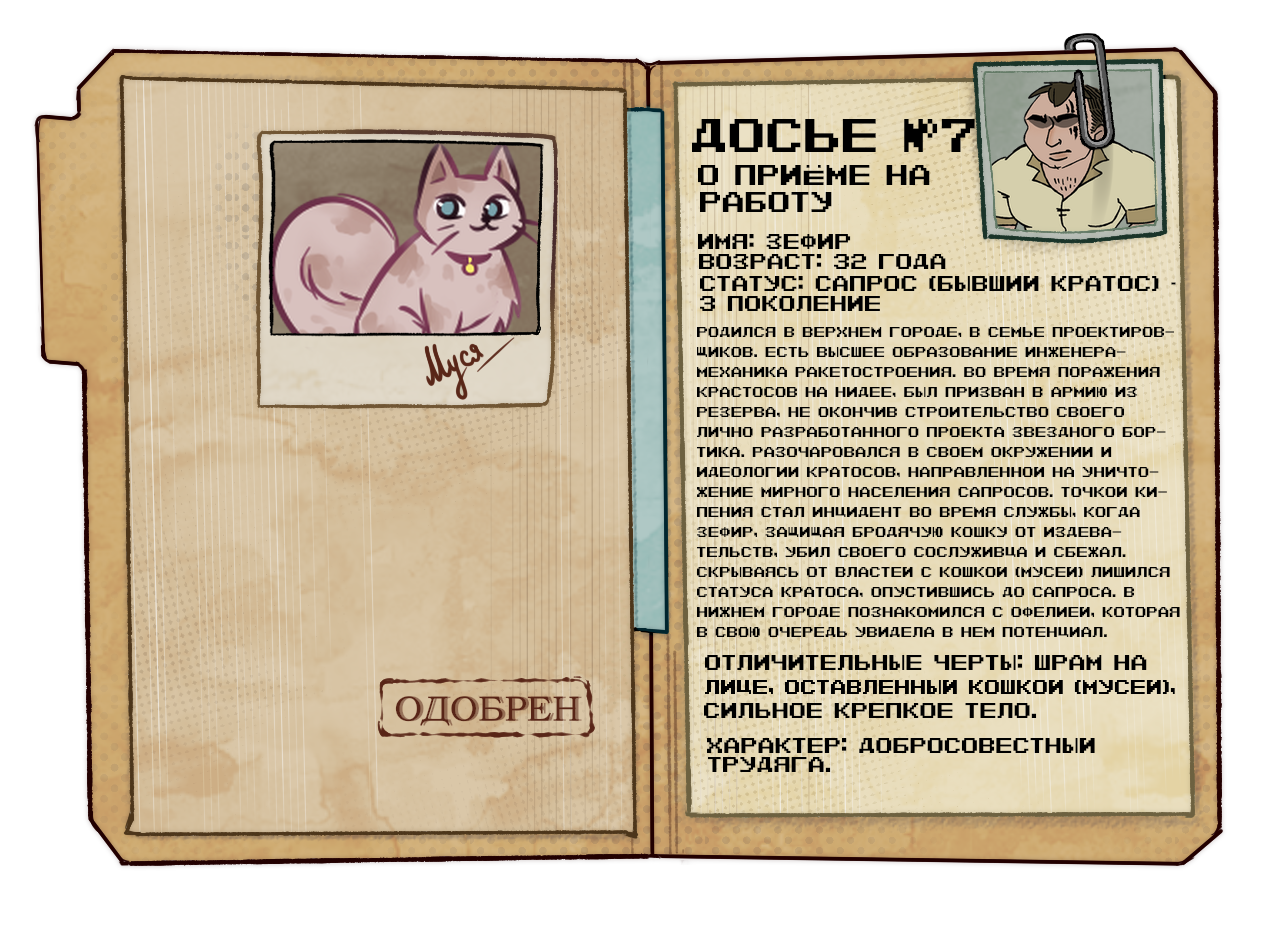 Муся
ОДОБРЕН
ДОСЬЕ №7
О ПРИЁМЕ НА
РАБОТУ
ИМЯ: ЗЕФИР
ВОЗРАСТ: 32 ГОДА
СТАТУС: САПРОС (БЫВШИЙ КРАТОС) -
3 ПОКОЛЕНИЕ
РОДИЛСЯ В ВЕРХНЕМ ГОРОДЕ, В СЕМЬЕ ПРОЕКТИРОВ-
ЩИКОВ. ЕСТЬ ВЫСШЕЕ ОБРАЗОВАНИЕ ИНЖЕНЕРА-
МЕХАНИКА РАКЕТОСТРОЕНИЯ. ВО ВРЕМЯ ПОРАЖЕНИЯ
КРАСТОСОВ НА НИДЕЕ, БЫЛ ПРИЗВАН В АРМИЮ ИЗ
РЕЗЕРВА, НЕ ОКОНЧИВ СТРОИТЕЛЬСТВО СВОЕГО
ЛИЧНО РАЗРАБОТАННОГО ПРОЕКТА ЗВЕЗДНОГО БОР-
ТИКА. РАЗОЧАРОВАЛСЯ В СВОЕМ ОКРУЖЕНИИ И
ИДЕОЛОГИИ КРАТОСОВ, НАПРАВЛЕННОЙ НА УНИЧТО-
ЖЕНИЕ МИРНОГО НАСЕЛЕНИЯ САПРОСОВ. ТОЧКОЙ КИ-
ПЕНИЯ СТАЛ ИНЦИДЕНТ ВО ВРЕМЯ СЛУЖБЫ, КОГДА
ЗЕФИР, ЗАЩИЩАЯ БРОДЯЧУЮ КОШКУ ОТ ИЗДЕВА-
ТЕЛЬСТВ, УБИЛ СВОЕГО СОСЛУЖИВЦА И СБЕЖАЛ.
СКРЫВАЯСЬ ОТ ВЛАСТЕЙ С КОШКОЙ (МУСЕЙ) ЛИШИЛСЯ
СТАТУСА КРАТОСА, ОПУСТИВШИСЬ ДО САПРОСА. В
НИЖНЕМ ГОРОДЕ ПОЗНАКОМИЛСЯ С ОФЕЛИЕЙ, КОТОРАЯ
В СВОЮ ОЧЕРЕДЬ УВИДЕЛА В НЕМ ПОТЕНЦИАЛ.
ОТЛИЧИТЕЛЬНЫЕ ЧЕРТЫ: ШРАМ НА
ЛИЦЕ, ОСТАВЛЕННЫЙ КОШКОЙ (МУСЕЙ),
СИЛЬНОЕ КРЕПКОЕ ТЕЛО.
ХАРАКТЕР: ДОБРОСОВЕСТНЫЙ
ТРУДЯГА.